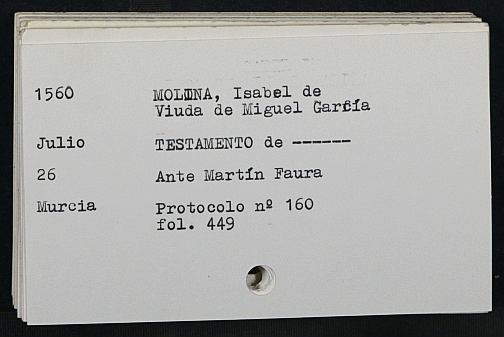 1560 MOLINA, Isabel de
Viuda de Miguel García
Julio TESTAMENTO de ------
26 Ante Martín Faura
Murcia Protocolo nº 160
fol. 449